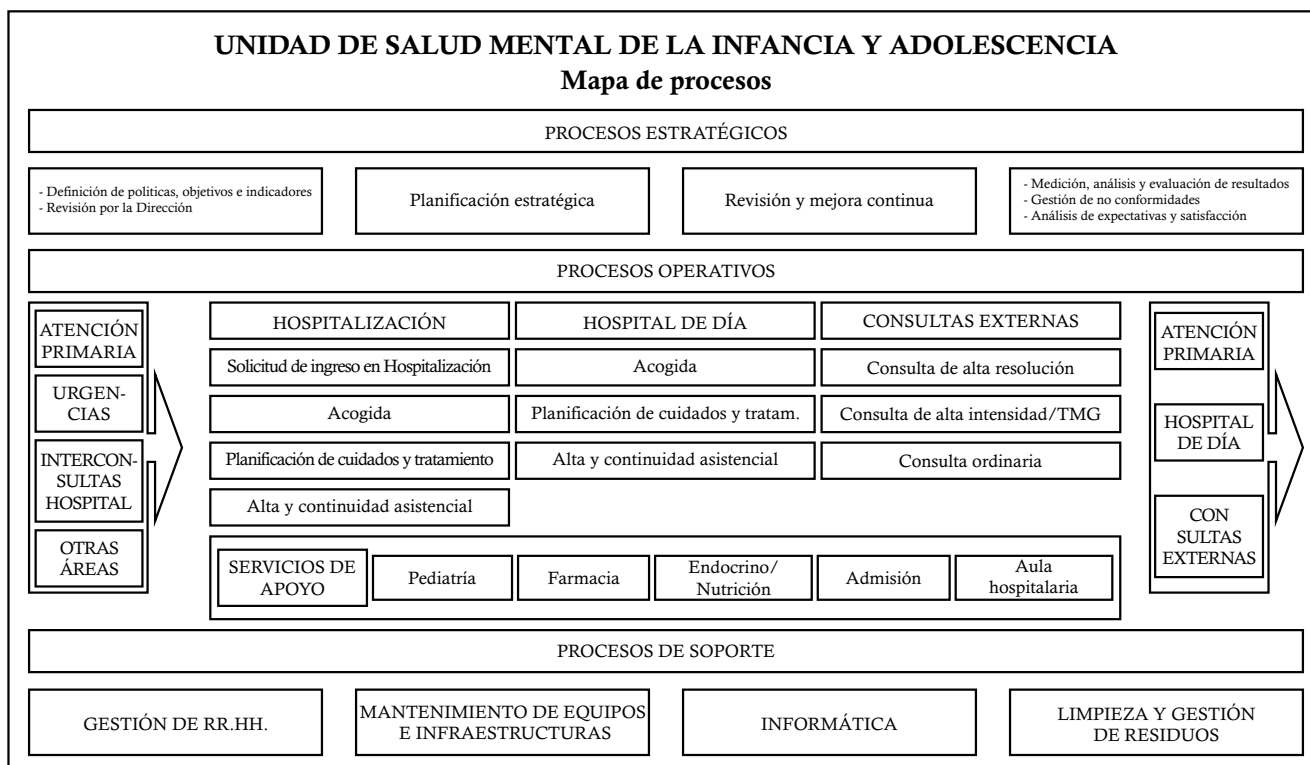 UNIDAD DE SALUD MENTAL DE LA INFANCIA Y ADOLESCENCIA
Mapa de procesos
PROCESOS ESTRATÉGICOS
- Definición de politicas, objetivos e indicadores
- Revisión por la Dirección
Planificación estratégica
Revisión y mejora continua
- Medición, análisis y evaluación de resultados
- Gestión de no conformidades
- Análisis de expectativas y satisfacción
PROCESOS OPERATIVOS
ATENCIÓN
PRIMARIA
URGEN-
CIAS
INTERCON-
SULTAS
HOSPITAL
OTRAS
ÁREAS
HOSPITALIZACIÓN
Solicitud de ingreso en Hospitalización
Acogida
Planificación de cuidados y tratamiento
Alta y continuidad asistencial
HOSPITAL DE DÍA
Acogida
Planificación de cuidados y tratam.
Alta y continuidad asistencial
CONSULTAS EXTERNAS
Consulta de alta resolución
Consulta de alta intensidad/TMG
Consulta ordinaria
SERVICIOS DE
APOYO
Pediatría
Farmacia
Endocrino/
Nutrición
Admisión
Aula
hospitalaria
ATENCIÓN
PRIMARIA
HOSPITAL
DE DÍA
CON
SULTAS
EXTERNAS
PROCESOS DE SOPORTE
GESTIÓN DE RR.HH.
MANTENIMIENTO DE EQUIPOS
E INFRAESTRUCTURAS
INFORMÁTICA
LIMPIEZA Y GESTIÓN
DE RESIDUOS